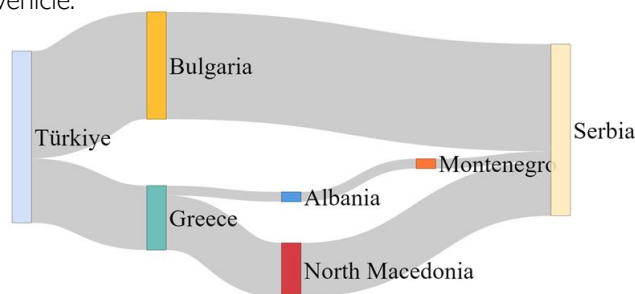 vehicle.
Bulgaria
Türkiye
Serbia
Montenegro
Albania
Greece
North Macedonia